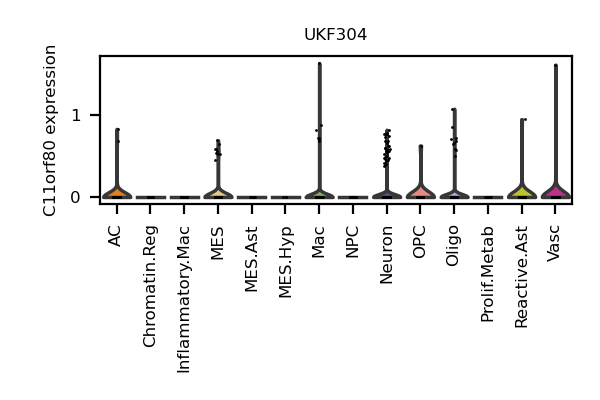 UKF304
C11orf80 expression
1
0
AC
Chromatin.Reg
Inflammatory.Mac
MES
MES.Ast
MES.Hyp
Mac
NPC
Neuron
OPC
Oligo
Prolif.Metab
Reactive.Ast
Vasc